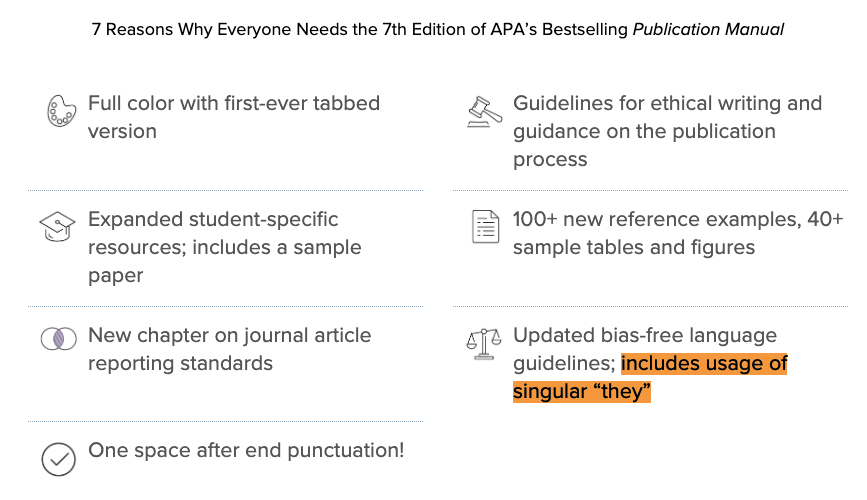 7 Reasons Why Everyone Needs the 7th Edition of APA’s Bestselling Publication Manual
Full color with first-ever tabbed
version
Expanded student-specific
resources; includes a sample
paper
New chapter on journal article
reporting standards
One space after end punctuation!
Guidelines for ethical writing and
guidance on the publication
process
100+ new reference examples, 40+
sample tables and figures
Updated bias-free language
guidelines; includes usage of
singular “they”